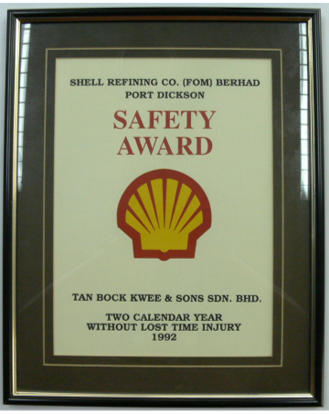 SHELL REFINING CO. (FOM) BERHAD
PORT DICKSON
SAFETY
AWARD
TAN BOCK KWEE & SONS SDN. BHD.
TWO CALENDAR YEAR
WITHOUT LOST TIME INJURY
1992